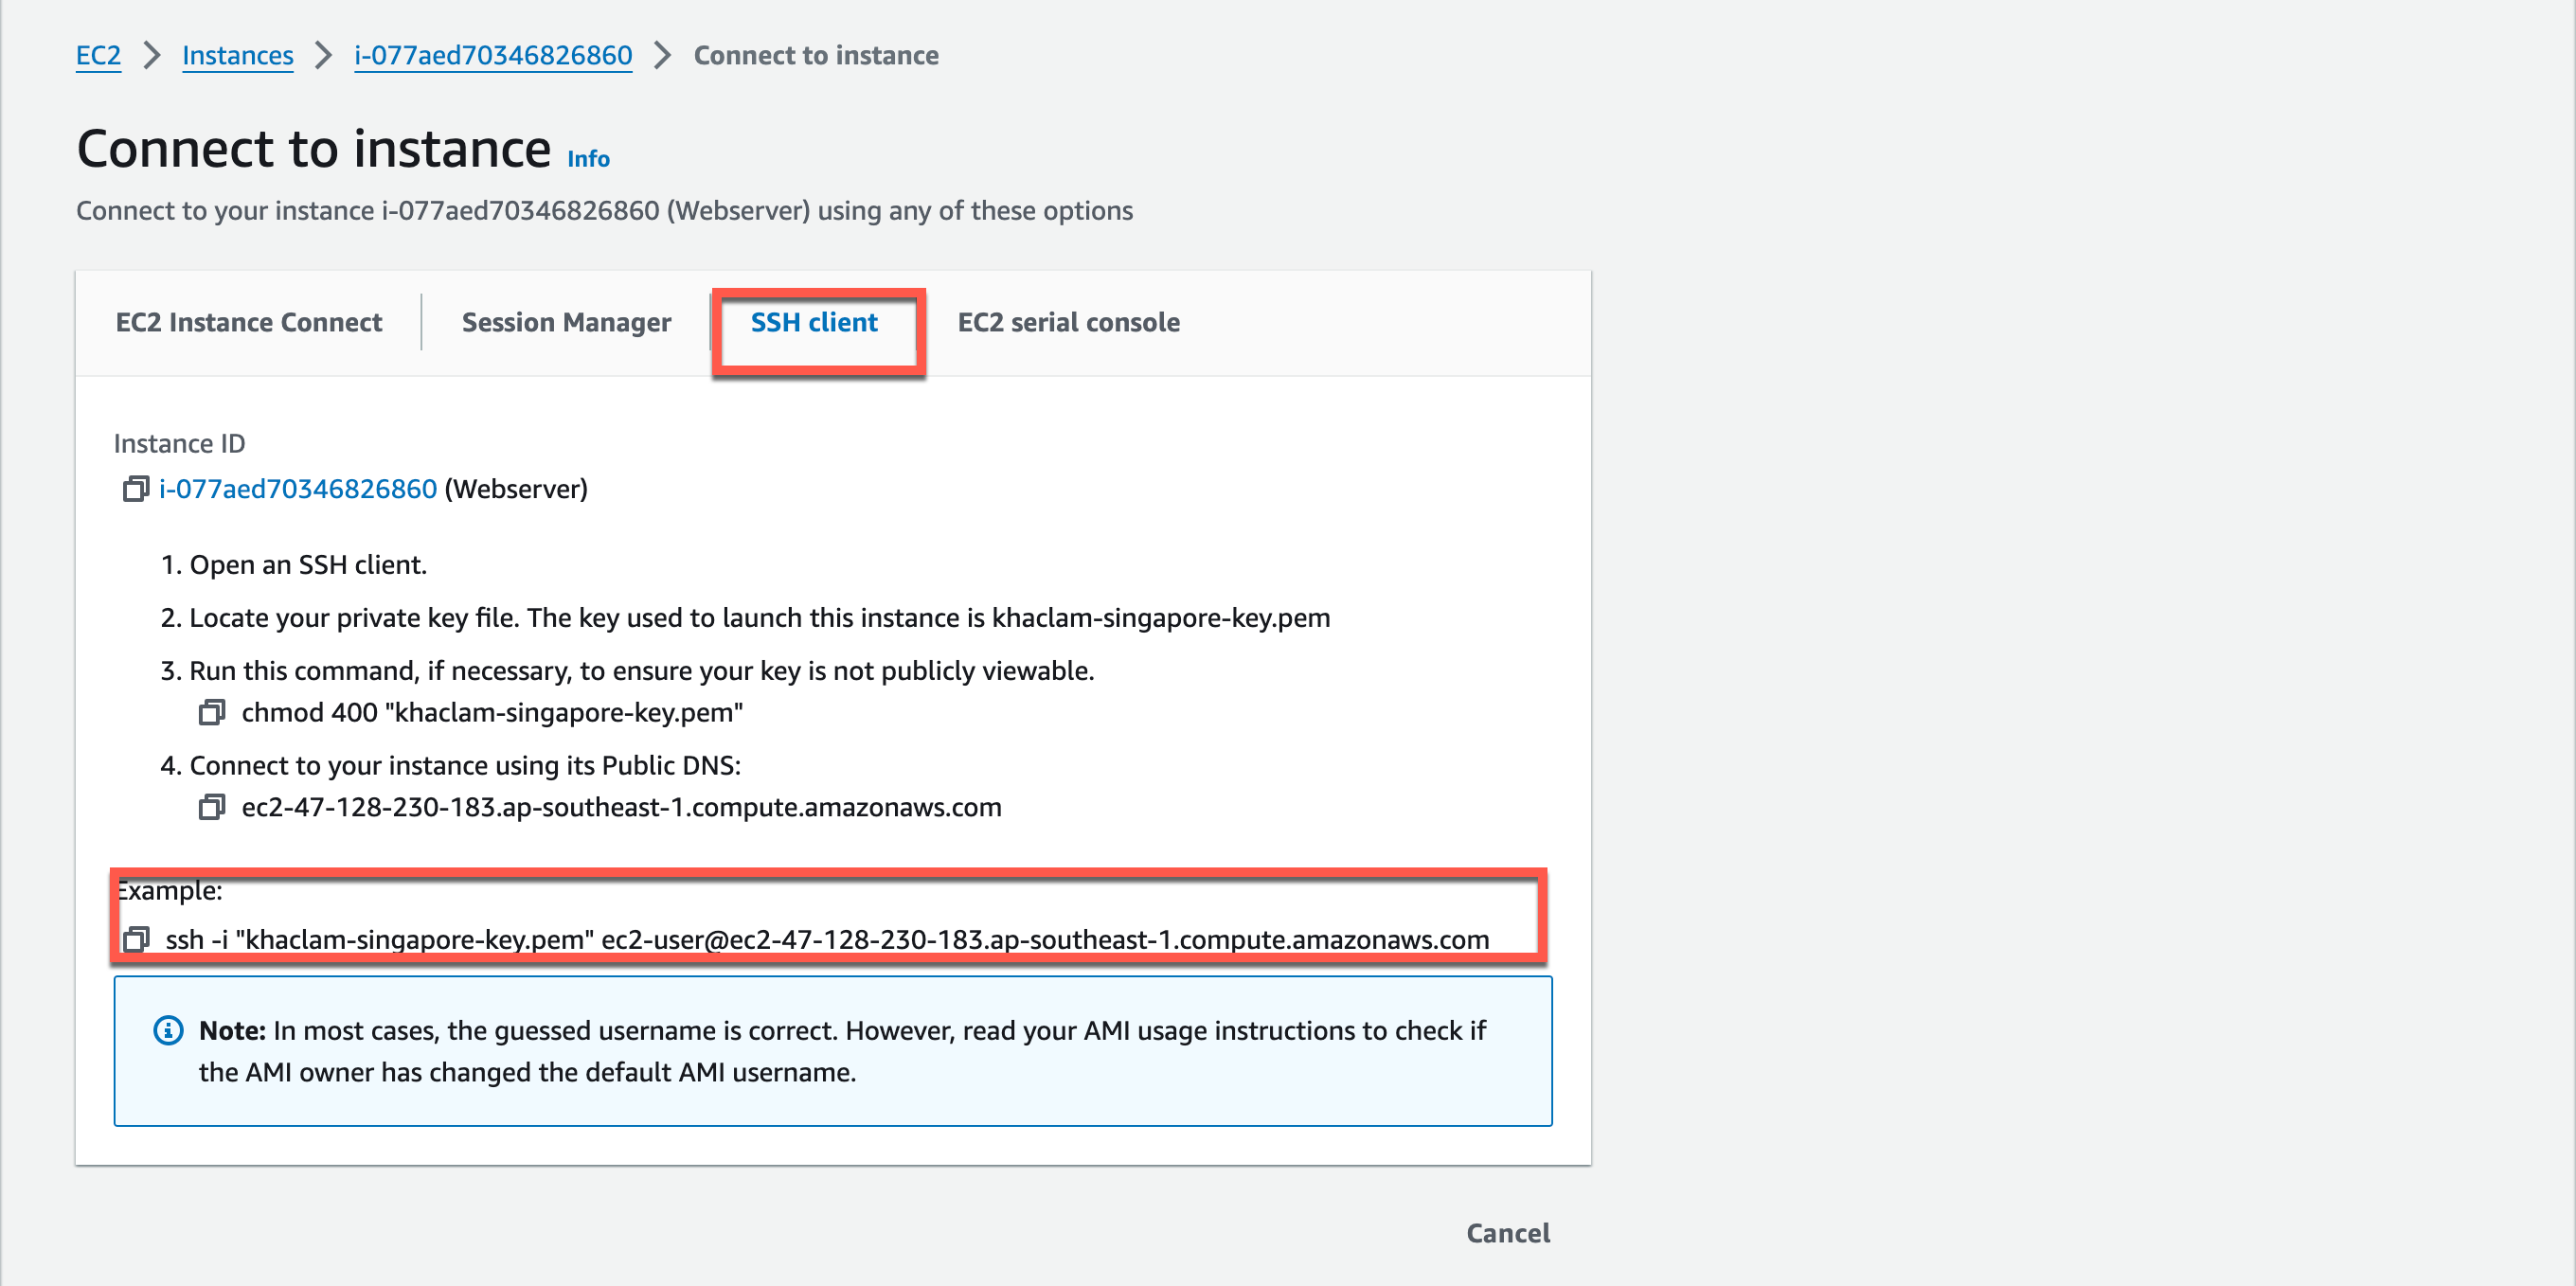 EC2 > Instances > i-077aed70346826860 > Connect to instance
Connect to instance Info
Connect to your instance i-077aed70346826860 (Webserver) using any of these options
EC2 Instance Connect Session Manager SSH client EC2 serial console
Instance ID
i-077aed70346826860 (Webserver)
1. Open an SSH client.
2. Locate your private key file. The key used to launch this instance is khaclam-singapore-key.pem
3. Run this command, if necessary, to ensure your key is not publicly viewable.
chmod 400 "khaclam-singapore-key.pem"
4. Connect to your instance using its Public DNS:
ec2-47-128-230-183.ap-southeast-1.compute.amazonaws.com
Example:
ssh -i "khaclam-singapore-key.pem" ec2-user@ec2-47-128-230-183.ap-southeast-1.compute.amazonaws.com
Note: In most cases, the guessed username is correct. However, read your AMI usage instructions to check if
the AMI owner has changed the default AMI username.
Cancel